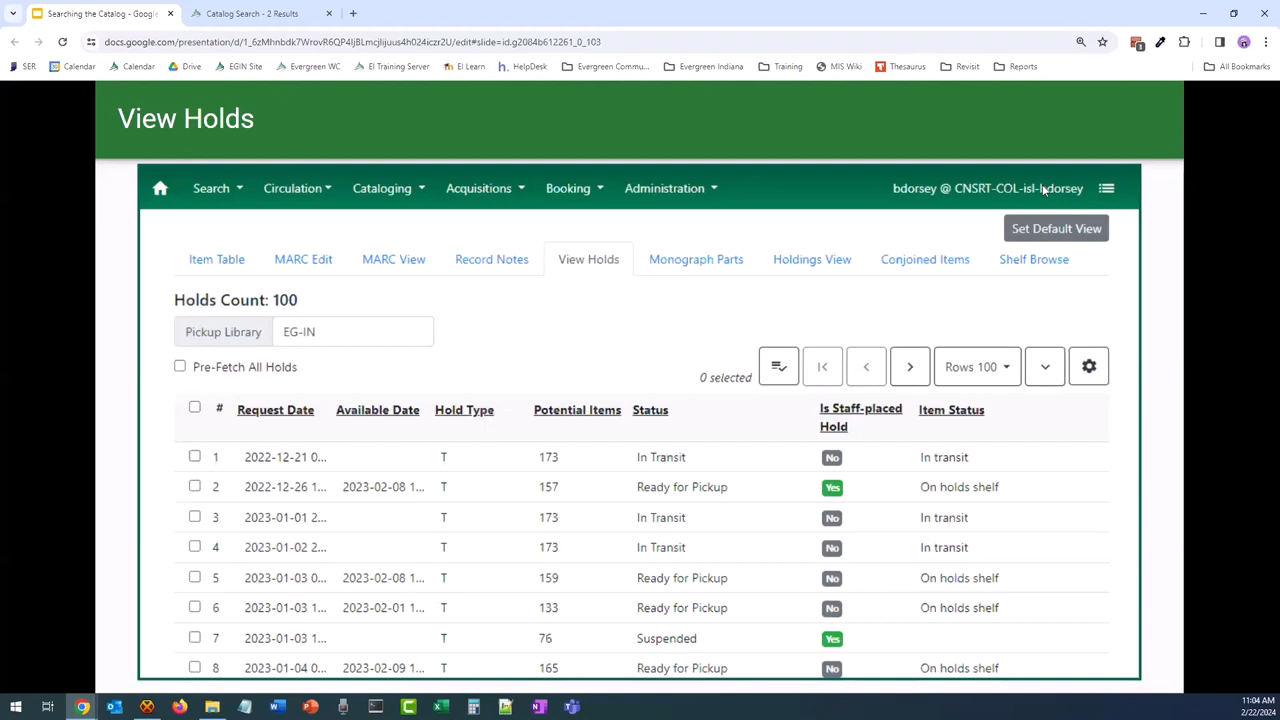 Searching the Catalog - Google
Catalog Search - 2 Results
docs.google.com/presentation/d/1_6zMhnbdk7WrovR6QP4IjBLmcjlijuus4h024iczr2U/edit#slide=id.g2084b612261_0_103
SER Calendar Calendar Drive EGIN Site Evergreen WC EI Training Server EI Learn HelpDesk Evergreen Commu... Evergreen Indiana Training MIS Wiki Thesaurus Revisit Reports All Bookmarks
View Holds
Search Circulation Cataloging Acquisitions Booking Administration bdorsey @ CNSRT-COL-isl-bdorsey
Set Default View
Item Table MARC Edit MARC View Record Notes View Holds Monograph Parts Holdings View Conjoined Items Shelf Browse
Holds Count: 100
Pickup Library EG-IN
Pre-Fetch All Holds
0 selected Rows 100
# Request Date Available Date Hold Type Potential Items Status Is Staff-placed Hold Item Status
1 2022-12-21 0... T 173 In Transit No In transit
2 2022-12-26 1... 2023-02-08 1... T 157 Ready for Pickup Yes On holds shelf
3 2023-01-01 2... T 173 In Transit No In transit
4 2023-01-02 2... T 173 In Transit No In transit
5 2023-01-03 0... 2023-02-08 1... T 159 Ready for Pickup No On holds shelf
6 2023-01-03 1... 2023-02-01 1... T 133 Ready for Pickup No On holds shelf
7 2023-01-03 1... T 76 Suspended Yes
8 2023-01-04 0... 2023-02-09 1... T 165 Ready for Pickup No On holds shelf
11:04 AM
2/22/2024